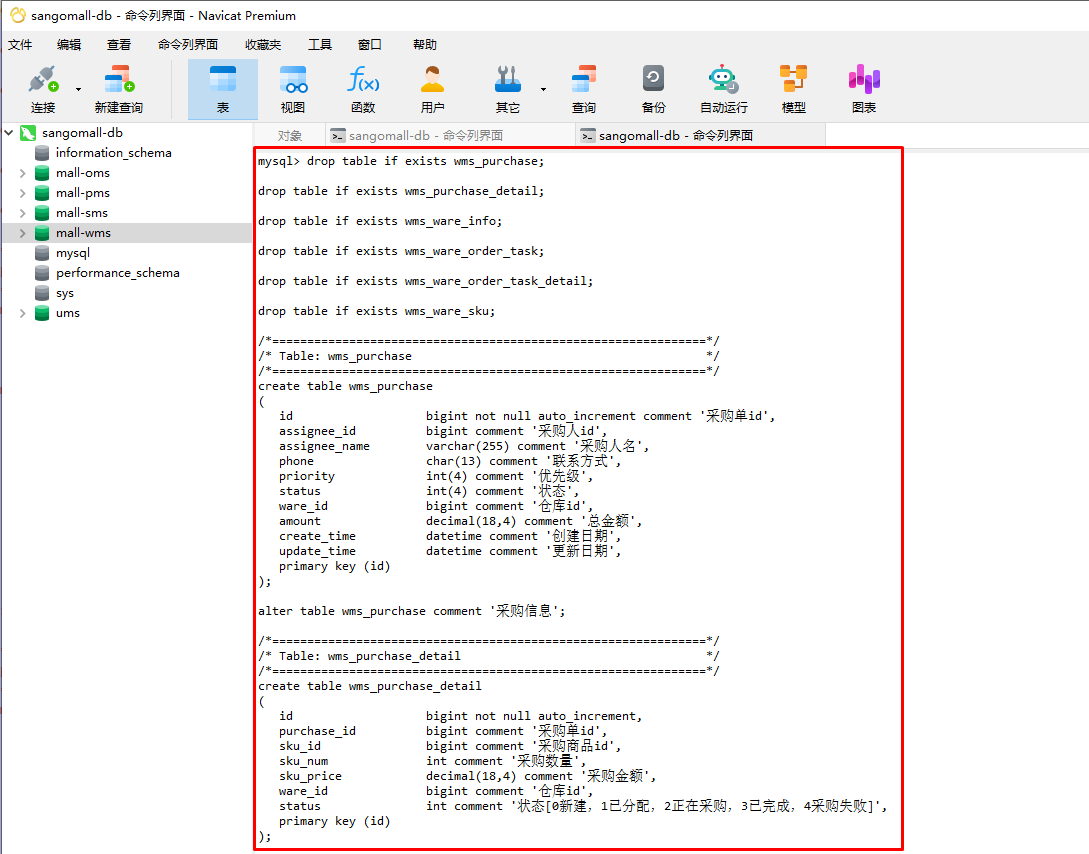 sangomall-db - 命令列界面 - Navicat Premium
文件 编辑 查看 命令列界面 收藏夹 工具 窗口 帮助
连接 新建查询 表 视图 函数 用户 其它 查询 备份 自动运行 模型 图表
f(x)
sangomall-db
information_schema
mall-oms
mall-pms
mall-sms
mall-wms
mysql
performance_schema
sys
ums
对象 sangomall-db - 命令列界面 sangomall-db - 命令列界面
mysql> drop table if exists wms_purchase;
drop table if exists wms_purchase_detail;
drop table if exists wms_ware_info;
drop table if exists wms_ware_order_task;
drop table if exists wms_ware_order_task_detail;
drop table if exists wms_ware_sku;
/*==============================================================*/
/* Table: wms_purchase                                          */
/*==============================================================*/
create table wms_purchase
(
   id                   bigint not null auto_increment comment '采购单id',
   assignee_id          bigint comment '采购人id',
   assignee_name        varchar(255) comment '采购人名',
   phone                char(13) comment '联系方式',
   priority             int(4) comment '优先级',
   status               int(4) comment '状态',
   ware_id              bigint comment '仓库id',
   amount               decimal(18,4) comment '总金额',
   create_time          datetime comment '创建日期',
   update_time          datetime comment '更新日期',
   primary key (id)
);
alter table wms_purchase comment '采购信息';
/*==============================================================*/
/* Table: wms_purchase_detail                                   */
/*==============================================================*/
create table wms_purchase_detail
(
   id                   bigint not null auto_increment,
   purchase_id          bigint comment '采购单id',
   sku_id               bigint comment '采购商品id',
   sku_num              int comment '采购数量',
   sku_price            decimal(18,4) comment '采购金额',
   ware_id              bigint comment '仓库id',
   status               int comment '状态[0新建，1已分配，2正在采购，3已完成，4采购失败]',
   primary key (id)
);